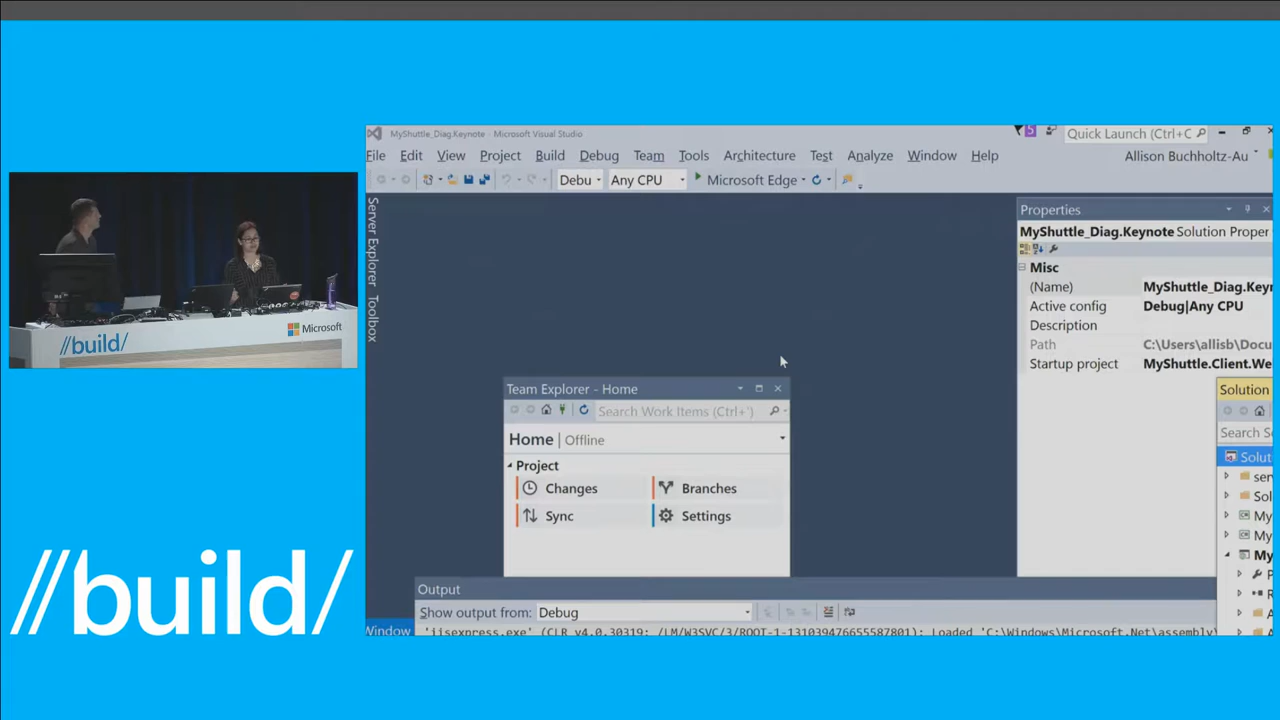 MyShuttle_Diag.Keynote - Microsoft Visual Studio
5
Quick Launch (Ctrl+C
File Edit View Project Build Debug Team Tools Architecture Test Analyze Window Help
Allison Buchholtz-Au
Debu Any CPU Microsoft Edge
Server Explorer
Toolbox
Properties
MyShuttle_Diag.Keynote Solution Proper
Misc
(Name) MyShuttle_Diag.Keyn
Active config Debug|Any CPU
Description
Path C:\Users\allisb\Docu
Startup project MyShuttle.Client.We
Team Explorer - Home
Search Work Items (Ctrl+')
Home | Offline
Project
Changes Branches
Sync Settings
Solution
Search S
Solut
ser
Sol
My
My
My
P
R
Output
Show output from: Debug
Window
'iisexpress.exe' (CLR v4.0.30319: /LM/W3SVC/3/ROOT-1-131039476655587801): Loaded 'C:\Windows\Microsoft.Net\assembly\
//build/
Microsoft
//build/